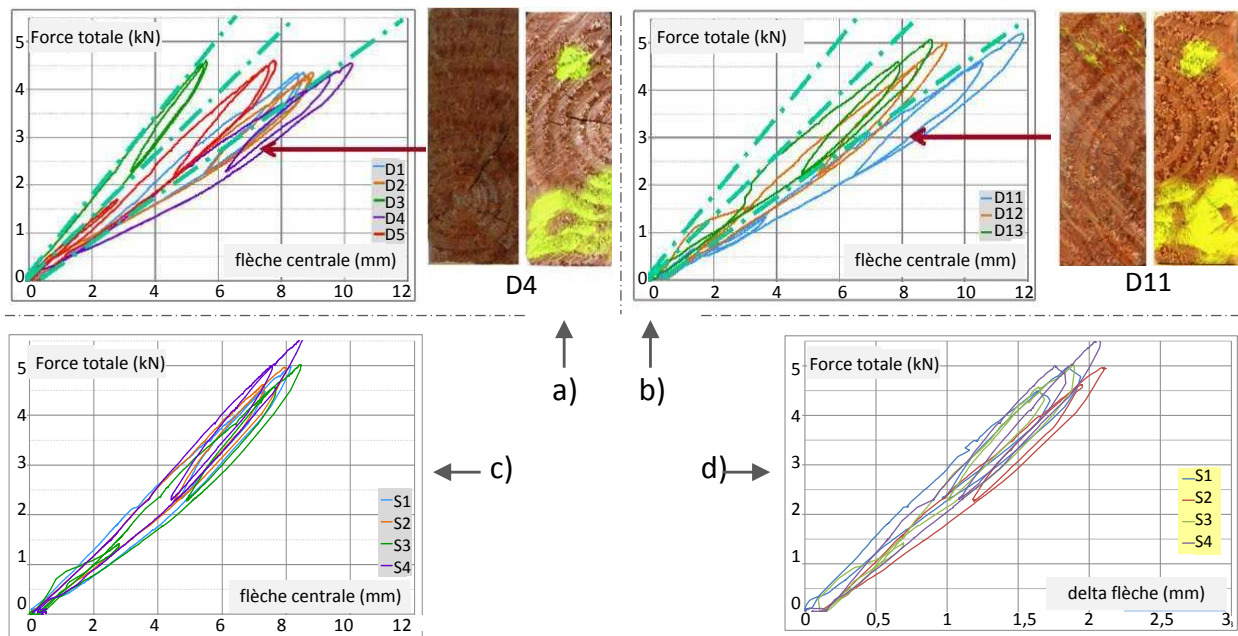 Force totale (kN)
5
4
3
2
1
0
D1
D2
D3
D4
D5
flèche centrale (mm)
0 2 4 6 8 10 12
D4
a)
Force totale (kN)
5
4
3
2
1
0
D11
D12
D13
flèche centrale (mm)
0 2 4 6 8 10 12
D11
b)
Force totale (kN)
5
4
3
2
1
0
S1
S2
S3
S4
flèche centrale (mm)
0 2 4 6 8 10 12
c)
d)
Force totale (kN)
5
4
3
2
1
0
S1
S2
S3
S4
delta flèche (mm)
0 0,5 1 1,5 2 2,5 3